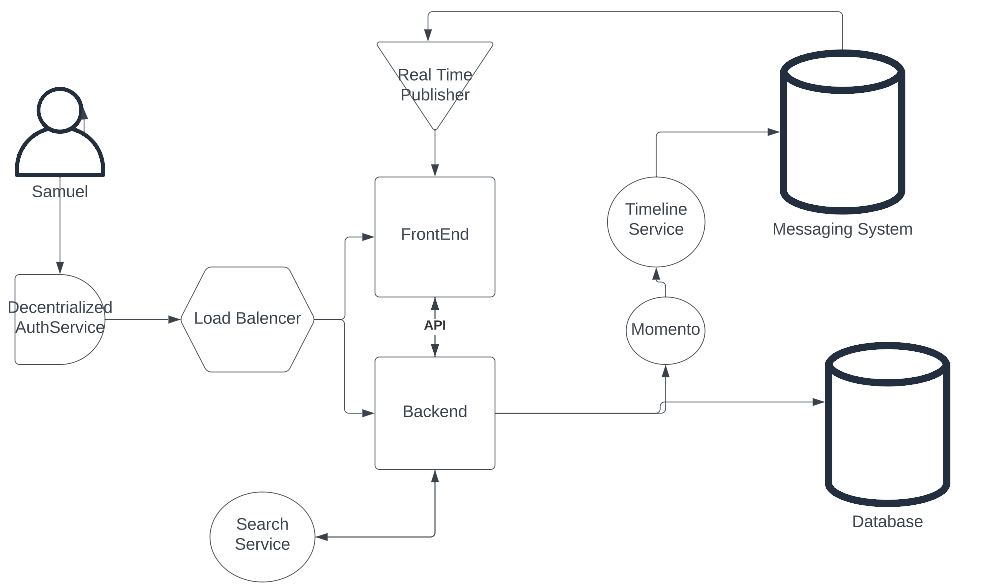 Real Time
Publisher
Samuel
Timeline
Service
Messaging System
FrontEnd
Decentrialized
AuthService
Load Balencer
API
Momento
Backend
Search
Service
Database